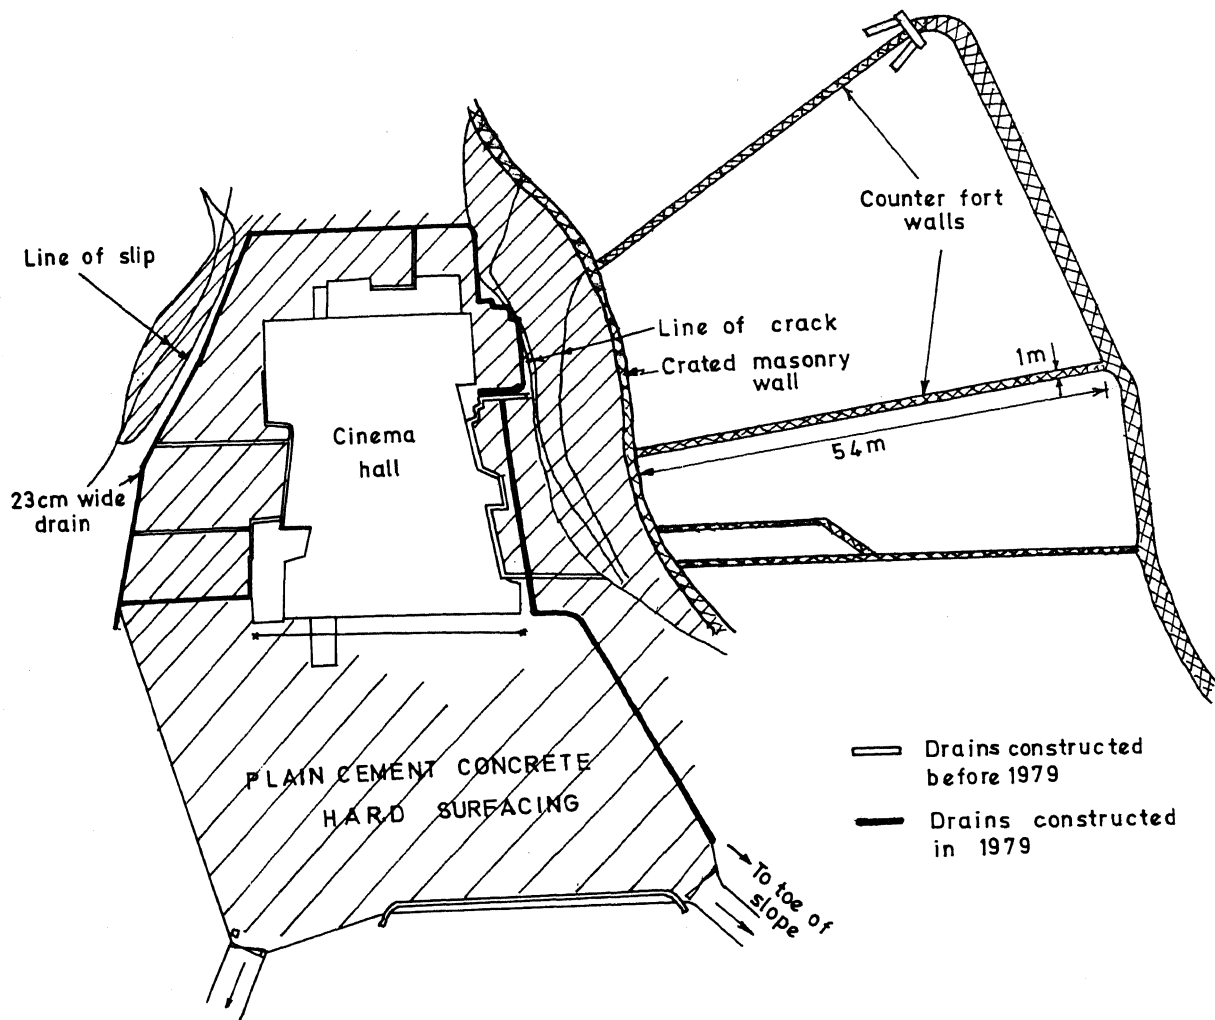 Counter fort
walls
Line of slip
Line of crack
Crated masonry
wall
1m
54m
Cinema
hall
23cm wide
drain
PLAIN CEMENT CONCRETE
HARD SURFACING
Drains constructed
before 1979
Drains constructed
in 1979
To toe of
slope